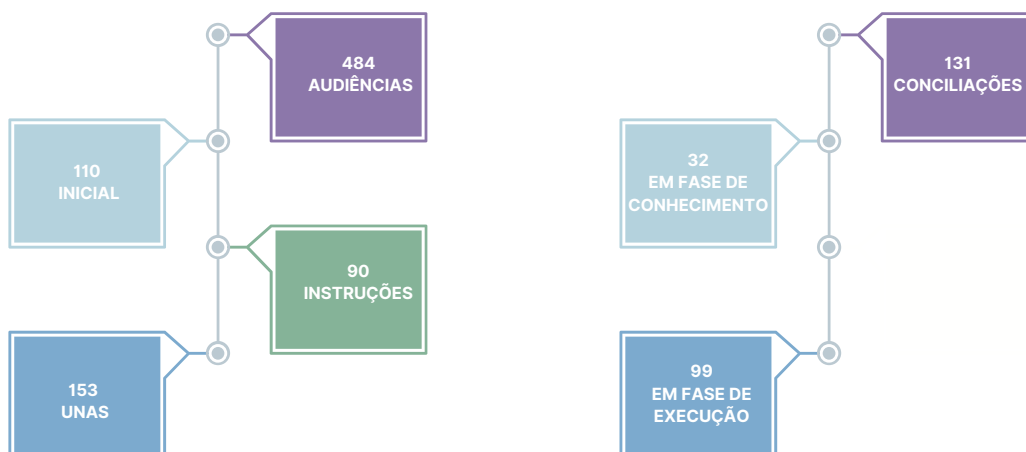 484
AUDIÊNCIAS
110
INICIAL
90
INSTRUÇÕES
153
UNAS
131
CONCILIAÇÕES
32
EM FASE DE
CONHECIMENTO
99
EM FASE DE
EXECUÇÃO